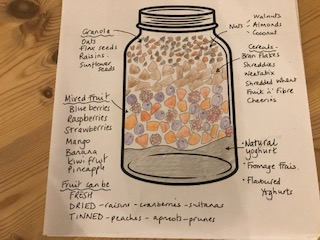 Granola
Oats
flax seeds
Raisins.
Sunflower
seeds
Nuts - Walnuts
Almonds
Coconut
Cereals -
Bran flakes
Shreddies
Weetabix
Shredded Wheat
Fruit n' Fibre
Cheerios
Mixed fruit
Blueberries
Raspberries
Strawberries
Mango
Banana
Kiwi fruit
Pineapple
Natural
yoghurt
• Fromage frais.
• Flavoured
Yoghurts
Fruit can be
FRESH
DRIED - raisins - cranberries - sultanas
TINNED - peaches - apricots - prunes